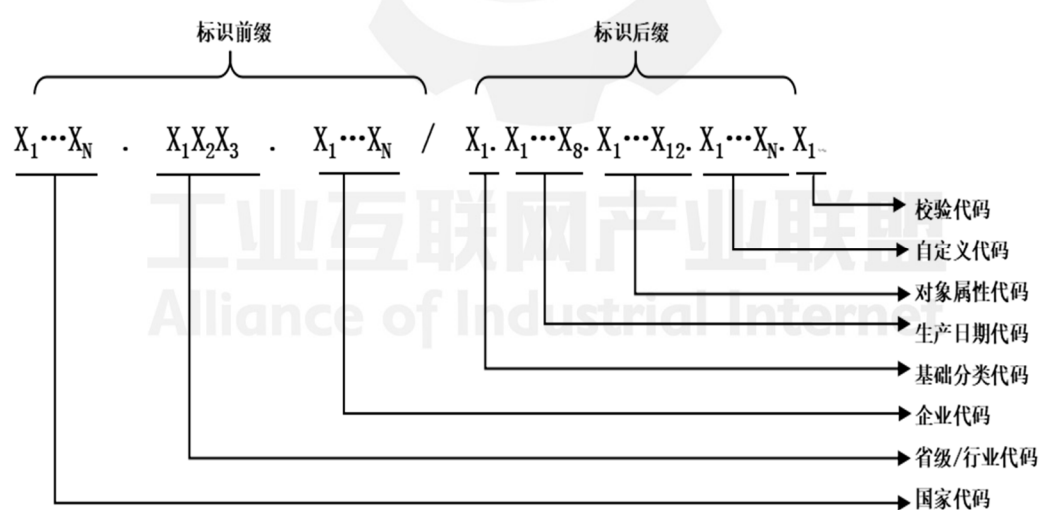 标识前缀 标识后缀
X₁···X_N . X₁X₂X₃ . X₁···X_N / X₁. X₁···X₈. X₁···X₁₂. X₁···X_N. X₁
校验代码
自定义代码
工业互联网产业联盟
对象属性代码
Alliance of Industrial Internet
生产日期代码
基础分类代码
企业代码
省级/行业代码
国家代码